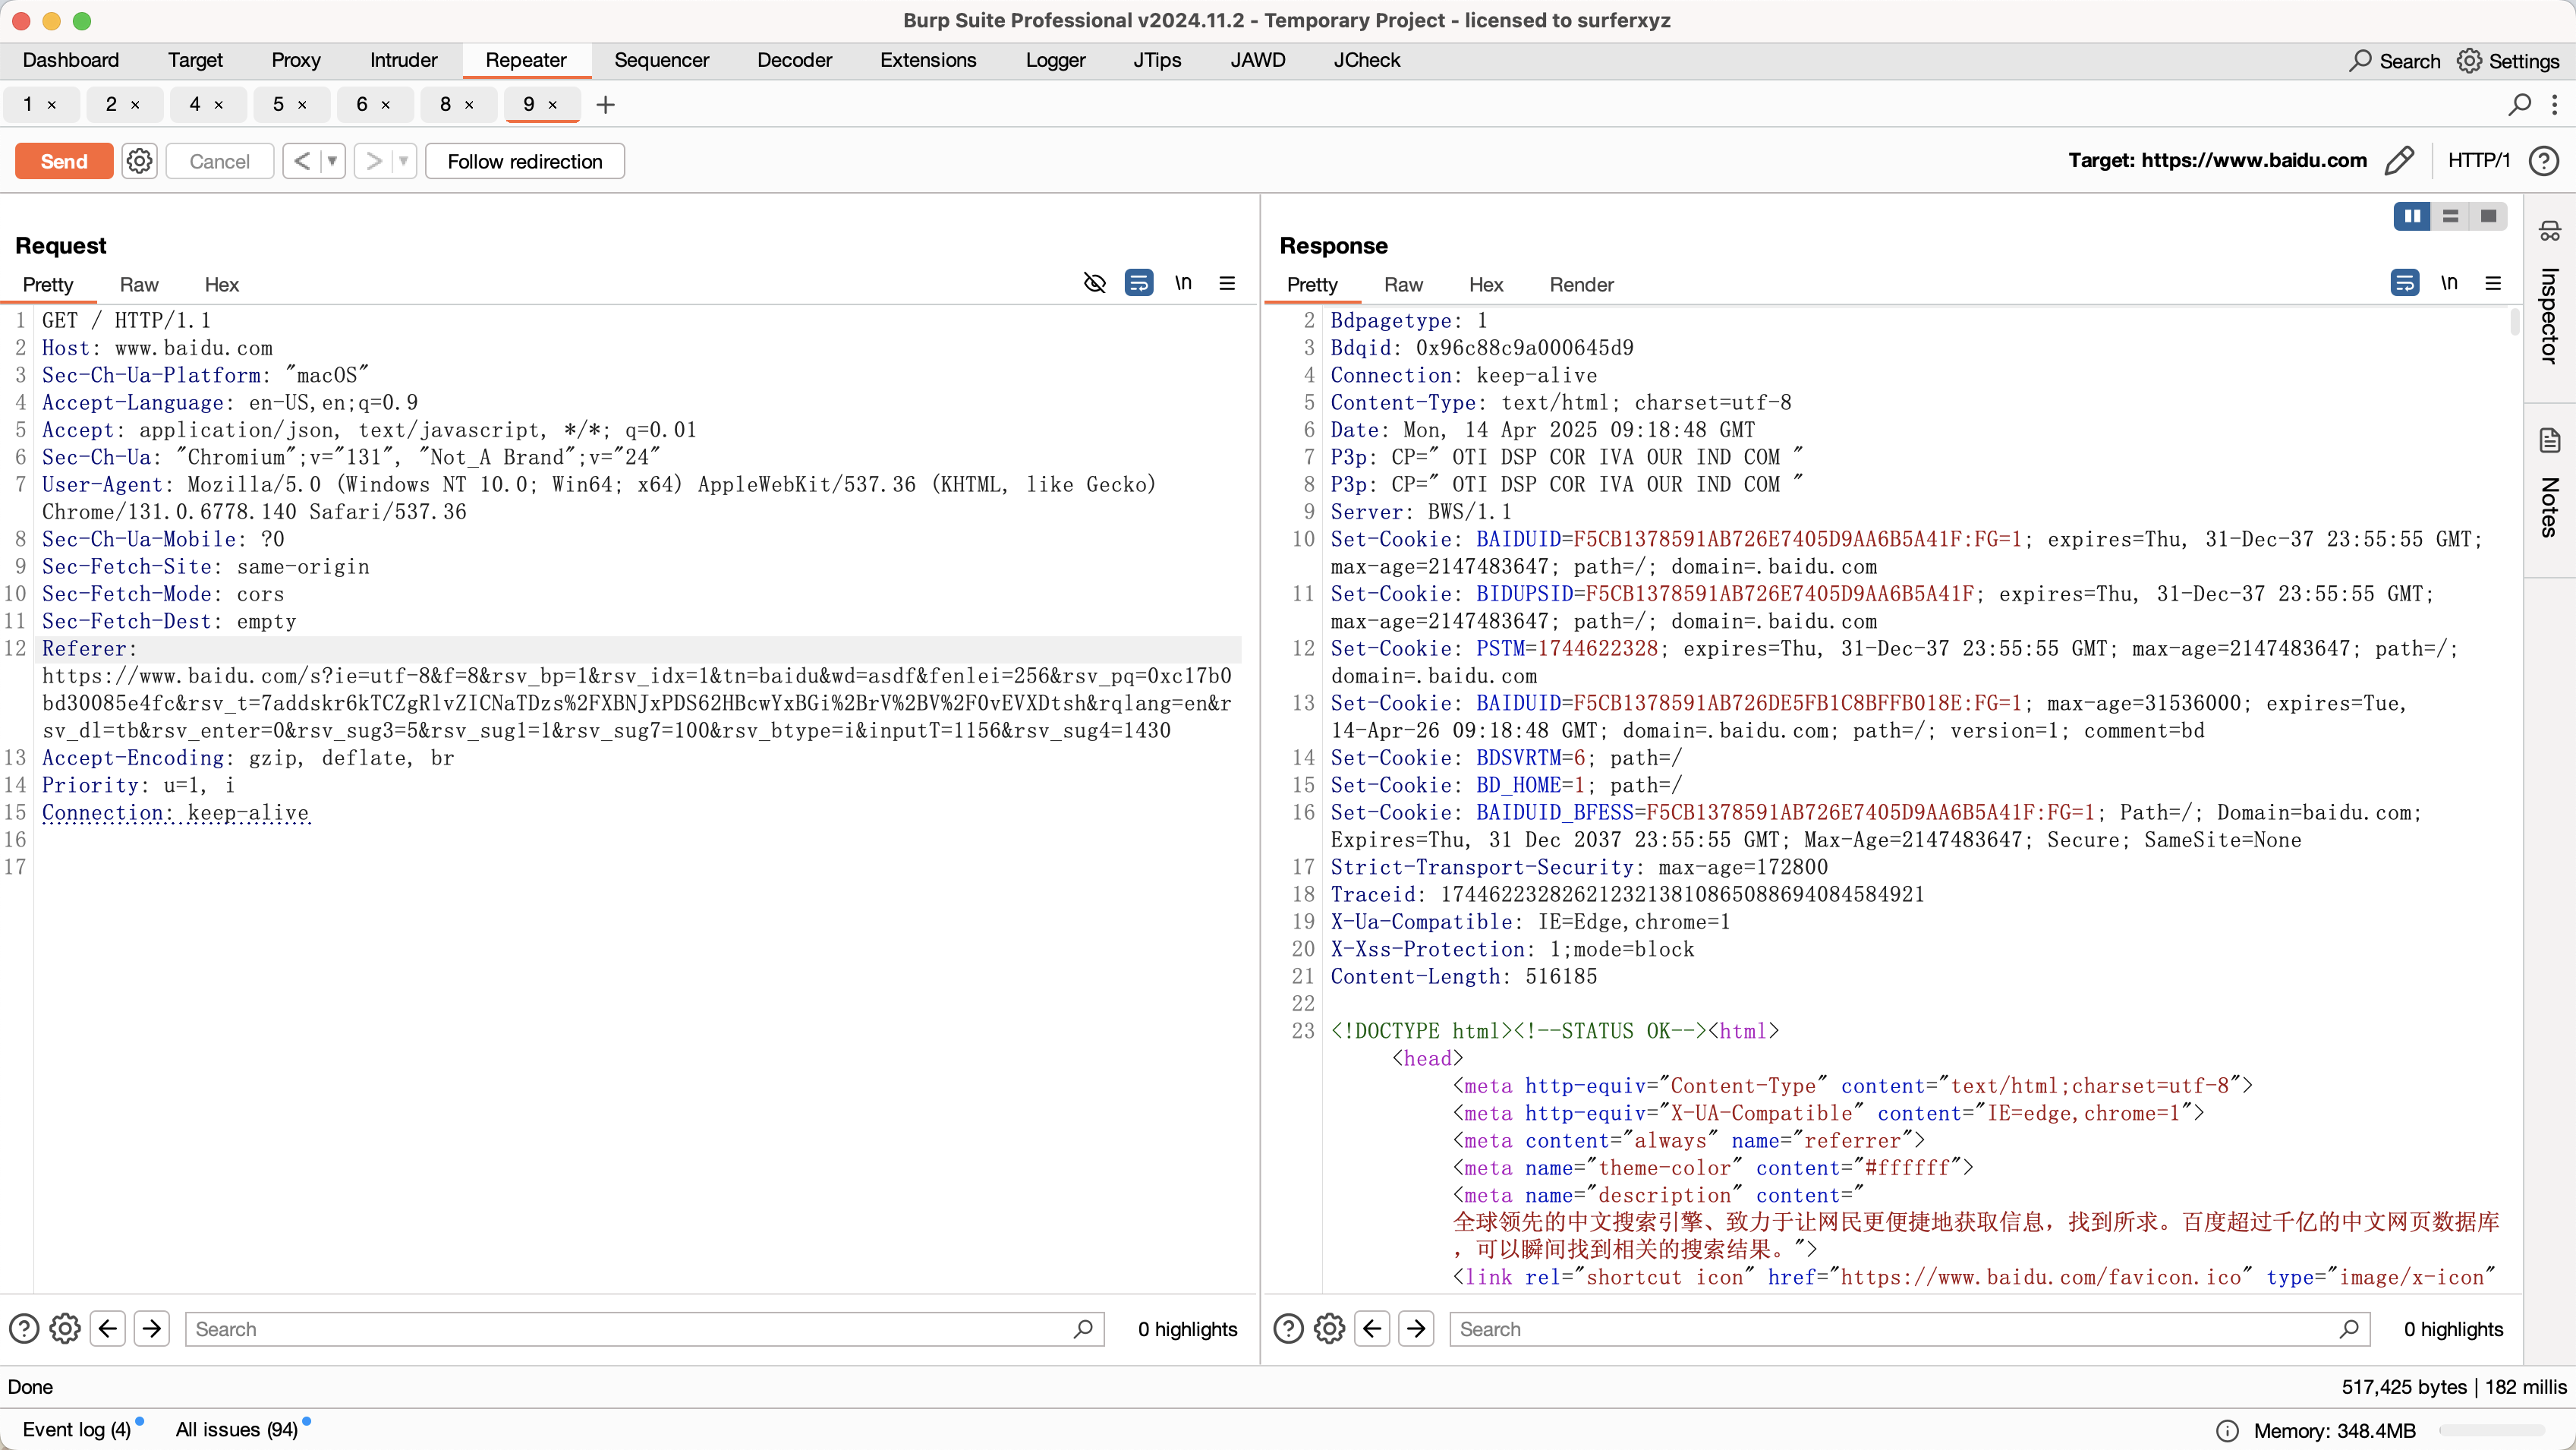 Burp Suite Professional v2024.11.2 - Temporary Project - licensed to surferxyz
Dashboard Target Proxy Intruder Repeater Sequencer Decoder Extensions Logger JTips JAWD JCheck Search Settings
1 × 2 × 4 × 5 × 6 × 8 × 9 × +
Send Cancel < > Follow redirection Target: https://www.baidu.com HTTP/1
Request
Pretty Raw Hex \n
1 GET / HTTP/1.1
2 Host: www.baidu.com
3 Sec-Ch-Ua-Platform: "macOS"
4 Accept-Language: en-US,en;q=0.9
5 Accept: application/json, text/javascript, */*; q=0.01
6 Sec-Ch-Ua: "Chromium";v="131", "Not_A Brand";v="24"
7 User-Agent: Mozilla/5.0 (Windows NT 10.0; Win64; x64) AppleWebKit/537.36 (KHTML, like Gecko)
Chrome/131.0.6778.140 Safari/537.36
8 Sec-Ch-Ua-Mobile: ?0
9 Sec-Fetch-Site: same-origin
10 Sec-Fetch-Mode: cors
11 Sec-Fetch-Dest: empty
12 Referer:
https://www.baidu.com/s?ie=utf-8&f=8&rsv_bp=1&rsv_idx=1&tn=baidu&wd=asdf&fenlei=256&rsv_pq=0xc17b0
bd30085e4fc&rsv_t=7addskr6kTCZgRlvZICNaTDzs%2FXBNJxPDS62HBcwYxBGi%2BrV%2BV%2F0vEVXDtsh&rqlang=en&r
sv_dl=tb&rsv_enter=0&rsv_sug3=5&rsv_sug1=1&rsv_sug7=100&rsv_btype=i&inputT=1156&rsv_sug4=1430
13 Accept-Encoding: gzip, deflate, br
14 Priority: u=1, i
15 Connection: keep-alive
16
17
Search 0 highlights
Response
Pretty Raw Hex Render \n
2 Bdpagetype: 1
3 Bdqid: 0x96c88c9a000645d9
4 Connection: keep-alive
5 Content-Type: text/html; charset=utf-8
6 Date: Mon, 14 Apr 2025 09:18:48 GMT
7 P3p: CP=" OTI DSP COR IVA OUR IND COM "
8 P3p: CP=" OTI DSP COR IVA OUR IND COM "
9 Server: BWS/1.1
10 Set-Cookie: BAIDUID=F5CB1378591AB726E7405D9AA6B5A41F:FG=1; expires=Thu, 31-Dec-37 23:55:55 GMT;
max-age=2147483647; path=/; domain=.baidu.com
11 Set-Cookie: BIDUPSID=F5CB1378591AB726E7405D9AA6B5A41F; expires=Thu, 31-Dec-37 23:55:55 GMT;
max-age=2147483647; path=/; domain=.baidu.com
12 Set-Cookie: PSTM=1744622328; expires=Thu, 31-Dec-37 23:55:55 GMT; max-age=2147483647; path=/;
domain=.baidu.com
13 Set-Cookie: BAIDUID=F5CB1378591AB726DE5FB1C8BFFB018E:FG=1; max-age=31536000; expires=Tue,
14-Apr-26 09:18:48 GMT; domain=.baidu.com; path=/; version=1; comment=bd
14 Set-Cookie: BDSVRTM=6; path=/
15 Set-Cookie: BD_HOME=1; path=/
16 Set-Cookie: BAIDUID_BFESS=F5CB1378591AB726E7405D9AA6B5A41F:FG=1; Path=/; Domain=baidu.com;
Expires=Thu, 31 Dec 2037 23:55:55 GMT; Max-Age=2147483647; Secure; SameSite=None
17 Strict-Transport-Security: max-age=172800
18 Traceid: 1744622328262123213810865088694084584921
19 X-Ua-Compatible: IE=Edge,chrome=1
20 X-Xss-Protection: 1;mode=block
21 Content-Length: 516185
22
23 <!DOCTYPE html><!--STATUS OK--><html>
<head>
<meta http-equiv="Content-Type" content="text/html;charset=utf-8">
<meta http-equiv="X-UA-Compatible" content="IE=edge,chrome=1">
<meta content="always" name="referrer">
<meta name="theme-color" content="#ffffff">
<meta name="description" content="
全球领先的中文搜索引擎、致力于让网民更便捷地获取信息，找到所求。百度超过千亿的中文网页数据库
，可以瞬间找到相关的搜索结果。">
<link rel="shortcut icon" href="https://www.baidu.com/favicon.ico" type="image/x-icon"
Search 0 highlights
Inspector
Notes
Done 517,425 bytes | 182 millis
Event log (4) All issues (94) Memory: 348.4MB